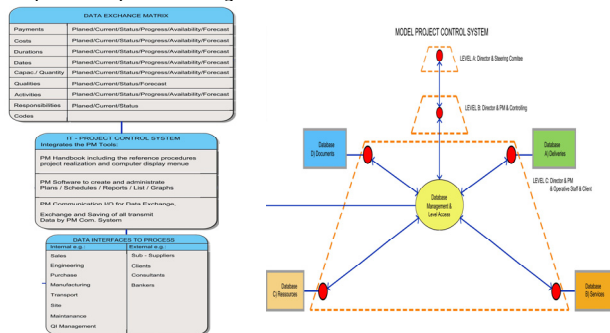 DATA EXCHANGE MATRIX
Payments Planed/Current/Status/Progress/Availability/Forecast
Costs Planed/Current/Status/Progress/Availability/Forecast
Durations Planed/Current/Status/Progress/Availability/Forecast
Dates Planed/Current/Status/Progress/Availability/Forecast
Capac./ Quantity Planed/Current/Status/Progress/Availability/Forecast
Qualities Planed/Current/Status/Forecast
Activities Planed/Current/Status/Progress/Availability/Forecast
Responsibilities Planed/Current/Status
Codes
IT - PROJECT CONTROL SYSTEM
Integrates the PM Tools:
PM Handbook including the reference procedures
project realization and computer display menue
PM Software to create and administrate
Plans / Schedules / Reports / List / Graphs
PM Communication I/O for Data Exchange,
Exchange and Saving of all transmit
Data by PM Com. System
DATA INTERFACES TO PROCESS
Internal e.g.: External e.g.:
Sales Sub - Suppliers
Engineering Clients
Purchase Consultants
Manufacturing Bankers
Transport
Site
Maintanance
QI Management
MODEL PROJECT CONTROL SYSTEM
LEVEL A: Director & Steering Comitee
LEVEL B: Director & PM & Controlling
Database
D) Documents
Database
A) Deliveries
LEVEL C: Director & PM
& Operative Staff & Client
Database
Management &
Level Access
Database
C) Ressources
Database
B) Services